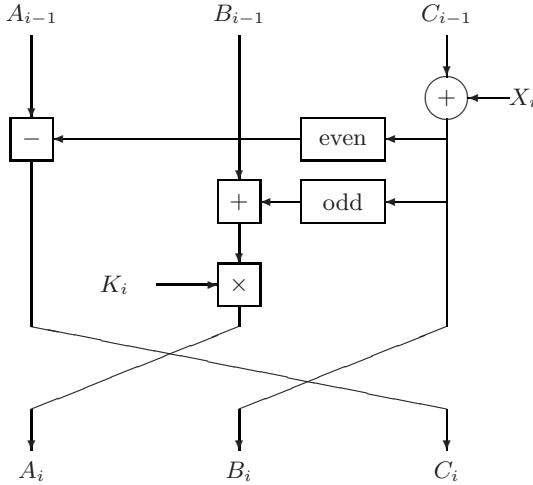 A_{i−1} B_{i−1} C_{i−1}
+ X_i
− even
+ odd
K_i ×
A_i B_i C_i